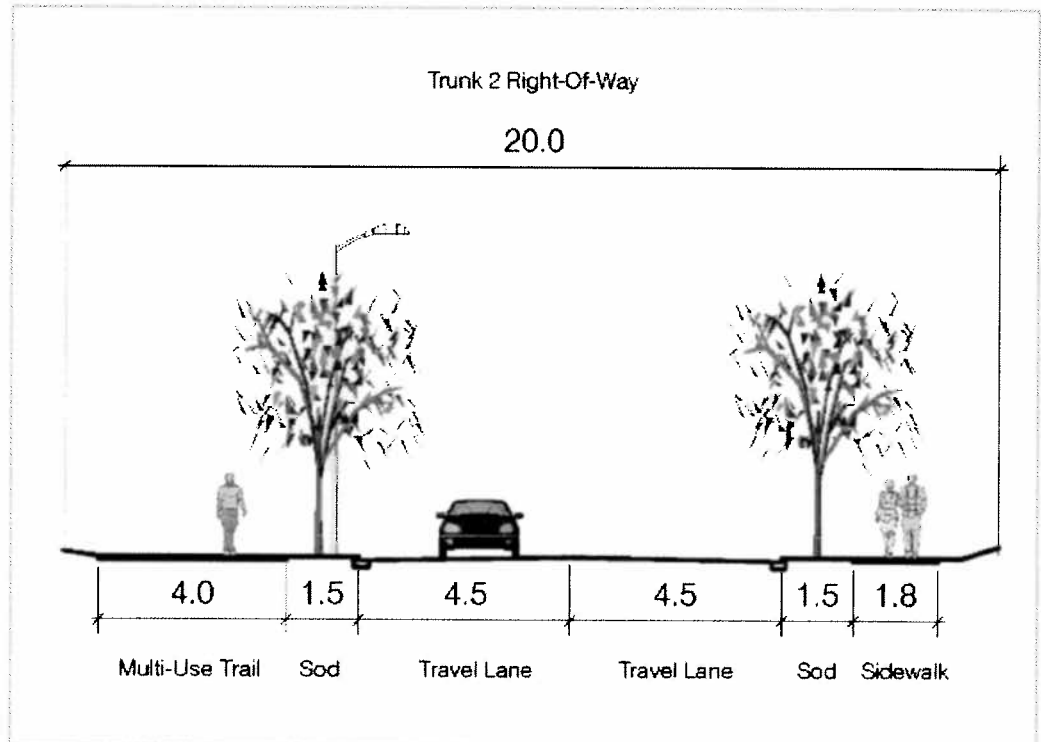 Trunk 2 Right-Of-Way
20.0
4.0 1.5 4.5 4.5 1.5 1.8
Multi-Use Trail Sod Travel Lane Travel Lane Sod Sidewalk